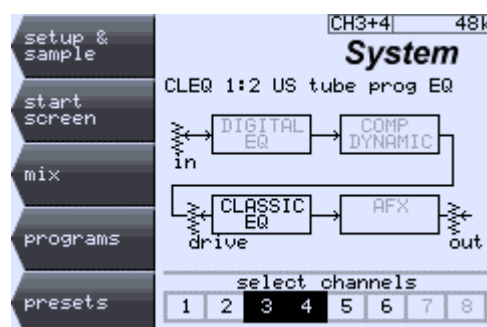 CH3+4 48k
System
setup &
sample
start
screen
mix
programs
presets
CLEQ 1:2 US tube prog EQ
DIGITAL
EQ
COMP
DYNAMIC
in
CLASSIC
EQ
AFX
drive
out
select channels
1 2 3 4 5 6 7 8